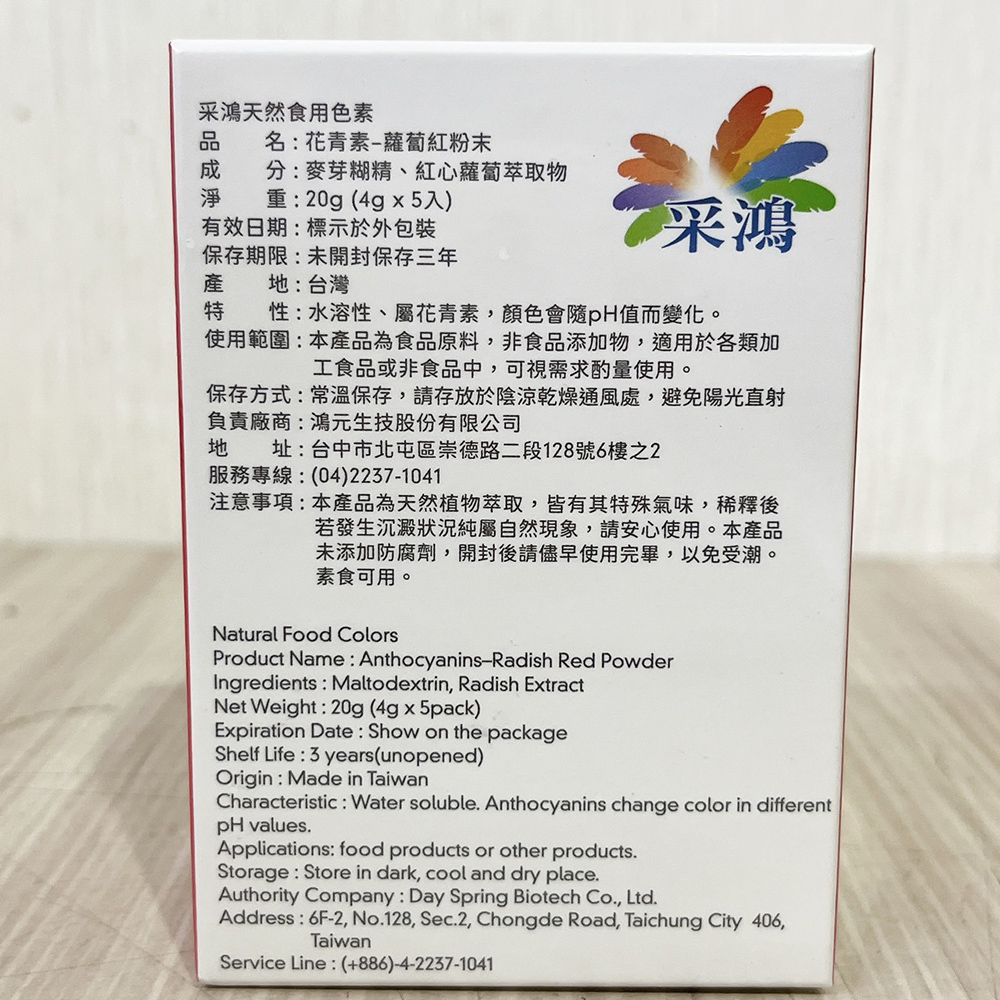 采鴻天然食用色素
品　　名：花青素-蘿蔔紅粉末
成　　分：麥芽糊精、紅心蘿蔔萃取物
淨　　重：20g (4g x 5入)
有效日期：標示於外包裝
保存期限：未開封保存三年
產　　地：台灣
特　　性：水溶性、屬花青素，顏色會隨pH值而變化。
使用範圍：本產品為食品原料，非食品添加物，適用於各類加
工食品或非食品中，可視需求酌量使用。
保存方式：常溫保存，請存放於陰涼乾燥通風處，避免陽光直射
負責廠商：鴻元生技股份有限公司
地　　址：台中市北屯區崇德路二段128號6樓之2
服務專線：(04)2237-1041
注意事項：本產品為天然植物萃取，皆有其特殊氣味，稀釋後
若發生沉澱狀況純屬自然現象，請安心使用。本產品
未添加防腐劑，開封後請儘早使用完畢，以免受潮。
素食可用。
采鴻
Natural Food Colors
Product Name : Anthocyanins–Radish Red Powder
Ingredients : Maltodextrin, Radish Extract
Net Weight : 20g (4g x 5pack)
Expiration Date : Show on the package
Shelf Life : 3 years(unopened)
Origin : Made in Taiwan
Characteristic : Water soluble. Anthocyanins change color in different
pH values.
Applications: food products or other products.
Storage : Store in dark, cool and dry place.
Authority Company : Day Spring Biotech Co., Ltd.
Address : 6F-2, No.128, Sec.2, Chongde Road, Taichung City 406,
Taiwan
Service Line : (+886)-4-2237-1041